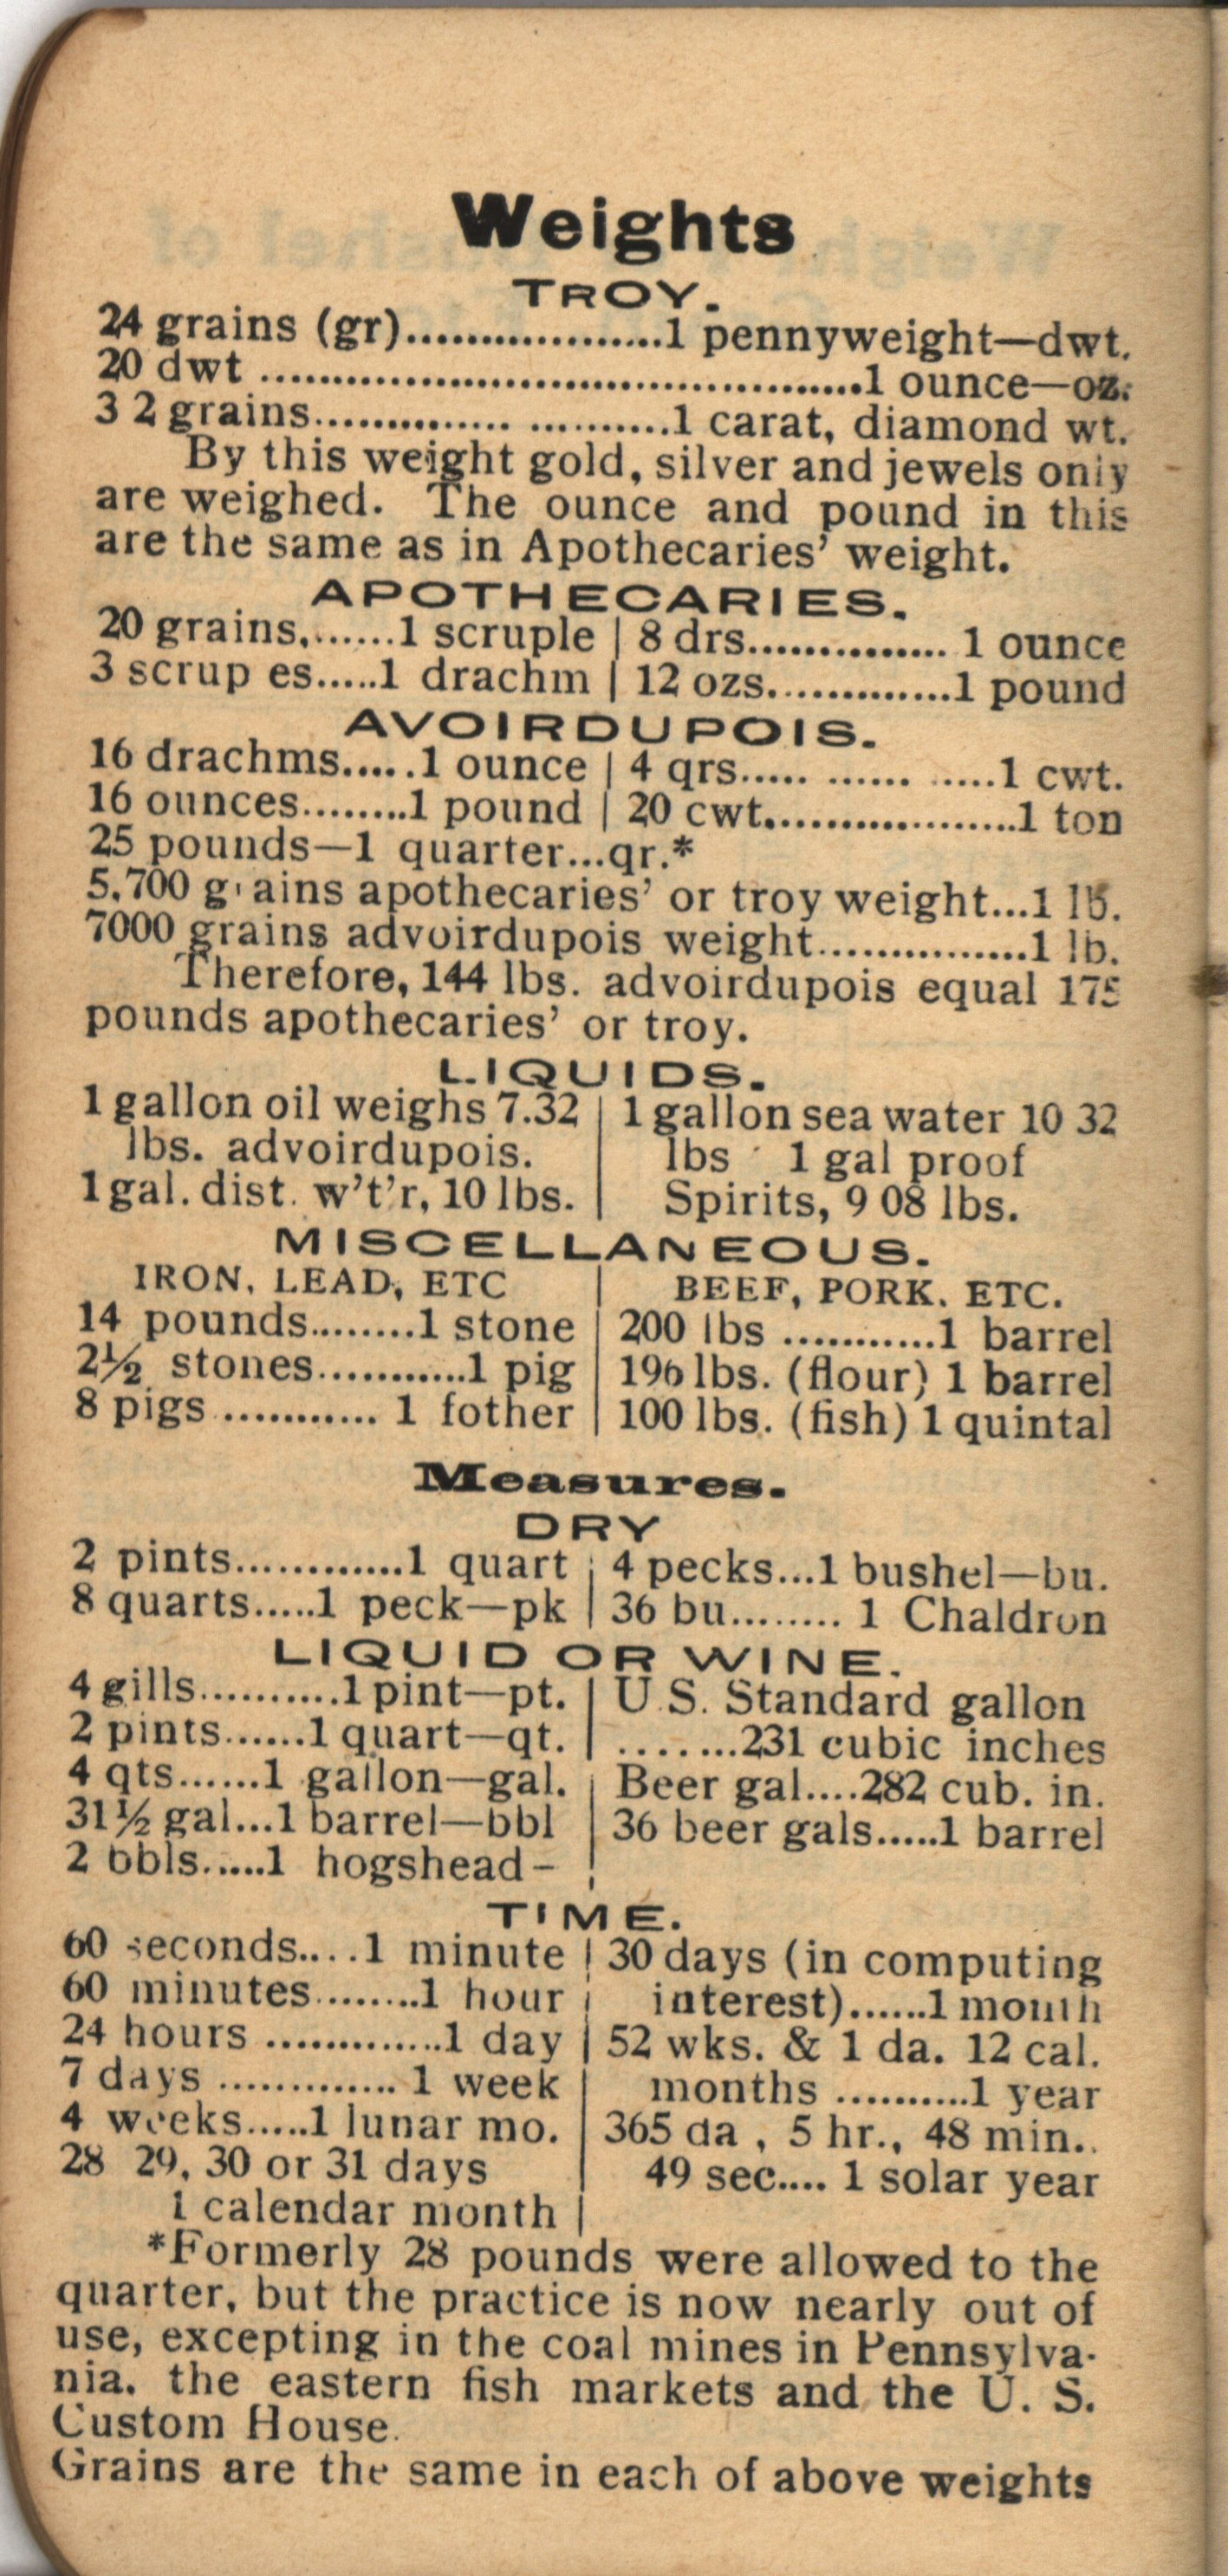 Weights
TROY.
24 grains (gr)...................1 pennyweight—dwt.
20 dwt ..........................................1 ounce—oz.
3 2 grains.............. ..........1 carat, diamond wt.
By this weight gold, silver and jewels only
are weighed. The ounce and pound in this
are the same as in Apothecaries' weight.
APOTHECARIES.
20 grains.......1 scruple | 8 drs............... 1 ounce
3 scrup es.....1 drachm | 12 ozs..............1 pound
AVOIRDUPOIS.
16 drachms......1 ounce | 4 qrs..... ...... .....1 cwt.
16 ounces.........1 pound | 20 cwt...................1 ton
25 pounds—1 quarter...qr.*
5.700 grains apothecaries' or troy weight...1 lb.
7000 grains advoirdupois weight................1 lb.
Therefore, 144 lbs. advoirdupois equal 175
pounds apothecaries' or troy.
LIQUIDS.
1 gallon oil weighs 7.32 | 1 gallon sea water 10 32
lbs. advoirdupois. | lbs 1 gal proof
1 gal. dist. w't'r, 10 lbs. | Spirits, 9 08 lbs.
MISCELLANEOUS.
IRON, LEAD, ETC | BEEF, PORK. ETC.
14 pounds.........1 stone | 200 lbs ...........1 barrel
2½ stones............1 pig | 196 lbs. (flour) 1 barrel
8 pigs ............ 1 fother | 100 lbs. (fish) 1 quintal
Measures.
DRY
2 pints.............1 quart | 4 pecks...1 bushel—bu.
8 quarts.....1 peck—pk | 36 bu........ 1 Chaldron
LIQUID OR WINE.
4 gills...........1 pint—pt. | U.S. Standard gallon
2 pints.......1 quart—qt. | ........231 cubic inches
4 qts.......1 gallon—gal. | Beer gal....282 cub. in.
31½ gal...1 barrel—bbl | 36 beer gals.....1 barrel
2 bbls......1 hogshead-
TIME.
60 seconds....1 minute | 30 days (in computing
60 minutes........1 hour | interest)......1 month
24 hours .............1 day | 52 wks. & 1 da. 12 cal.
7 days ............. 1 week | months ..........1 year
4 weeks.....1 lunar mo. | 365 da , 5 hr., 48 min..
28 29, 30 or 31 days | 49 sec.... 1 solar year
1 calendar month |
*Formerly 28 pounds were allowed to the
quarter, but the practice is now nearly out of
use, excepting in the coal mines in Pennsylva-
nia. the eastern fish markets and the U. S.
Custom House.
Grains are the same in each of above weights